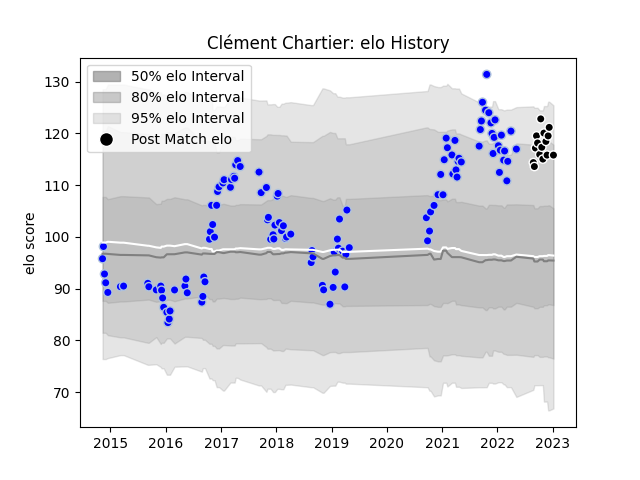 Clément Chartier: elo History
50% elo Interval
80% elo Interval
95% elo Interval
Post Match elo
elo score
130
120
110
100
90
80
70
2015 2016 2017 2018 2019 2020 2021 2022 2023